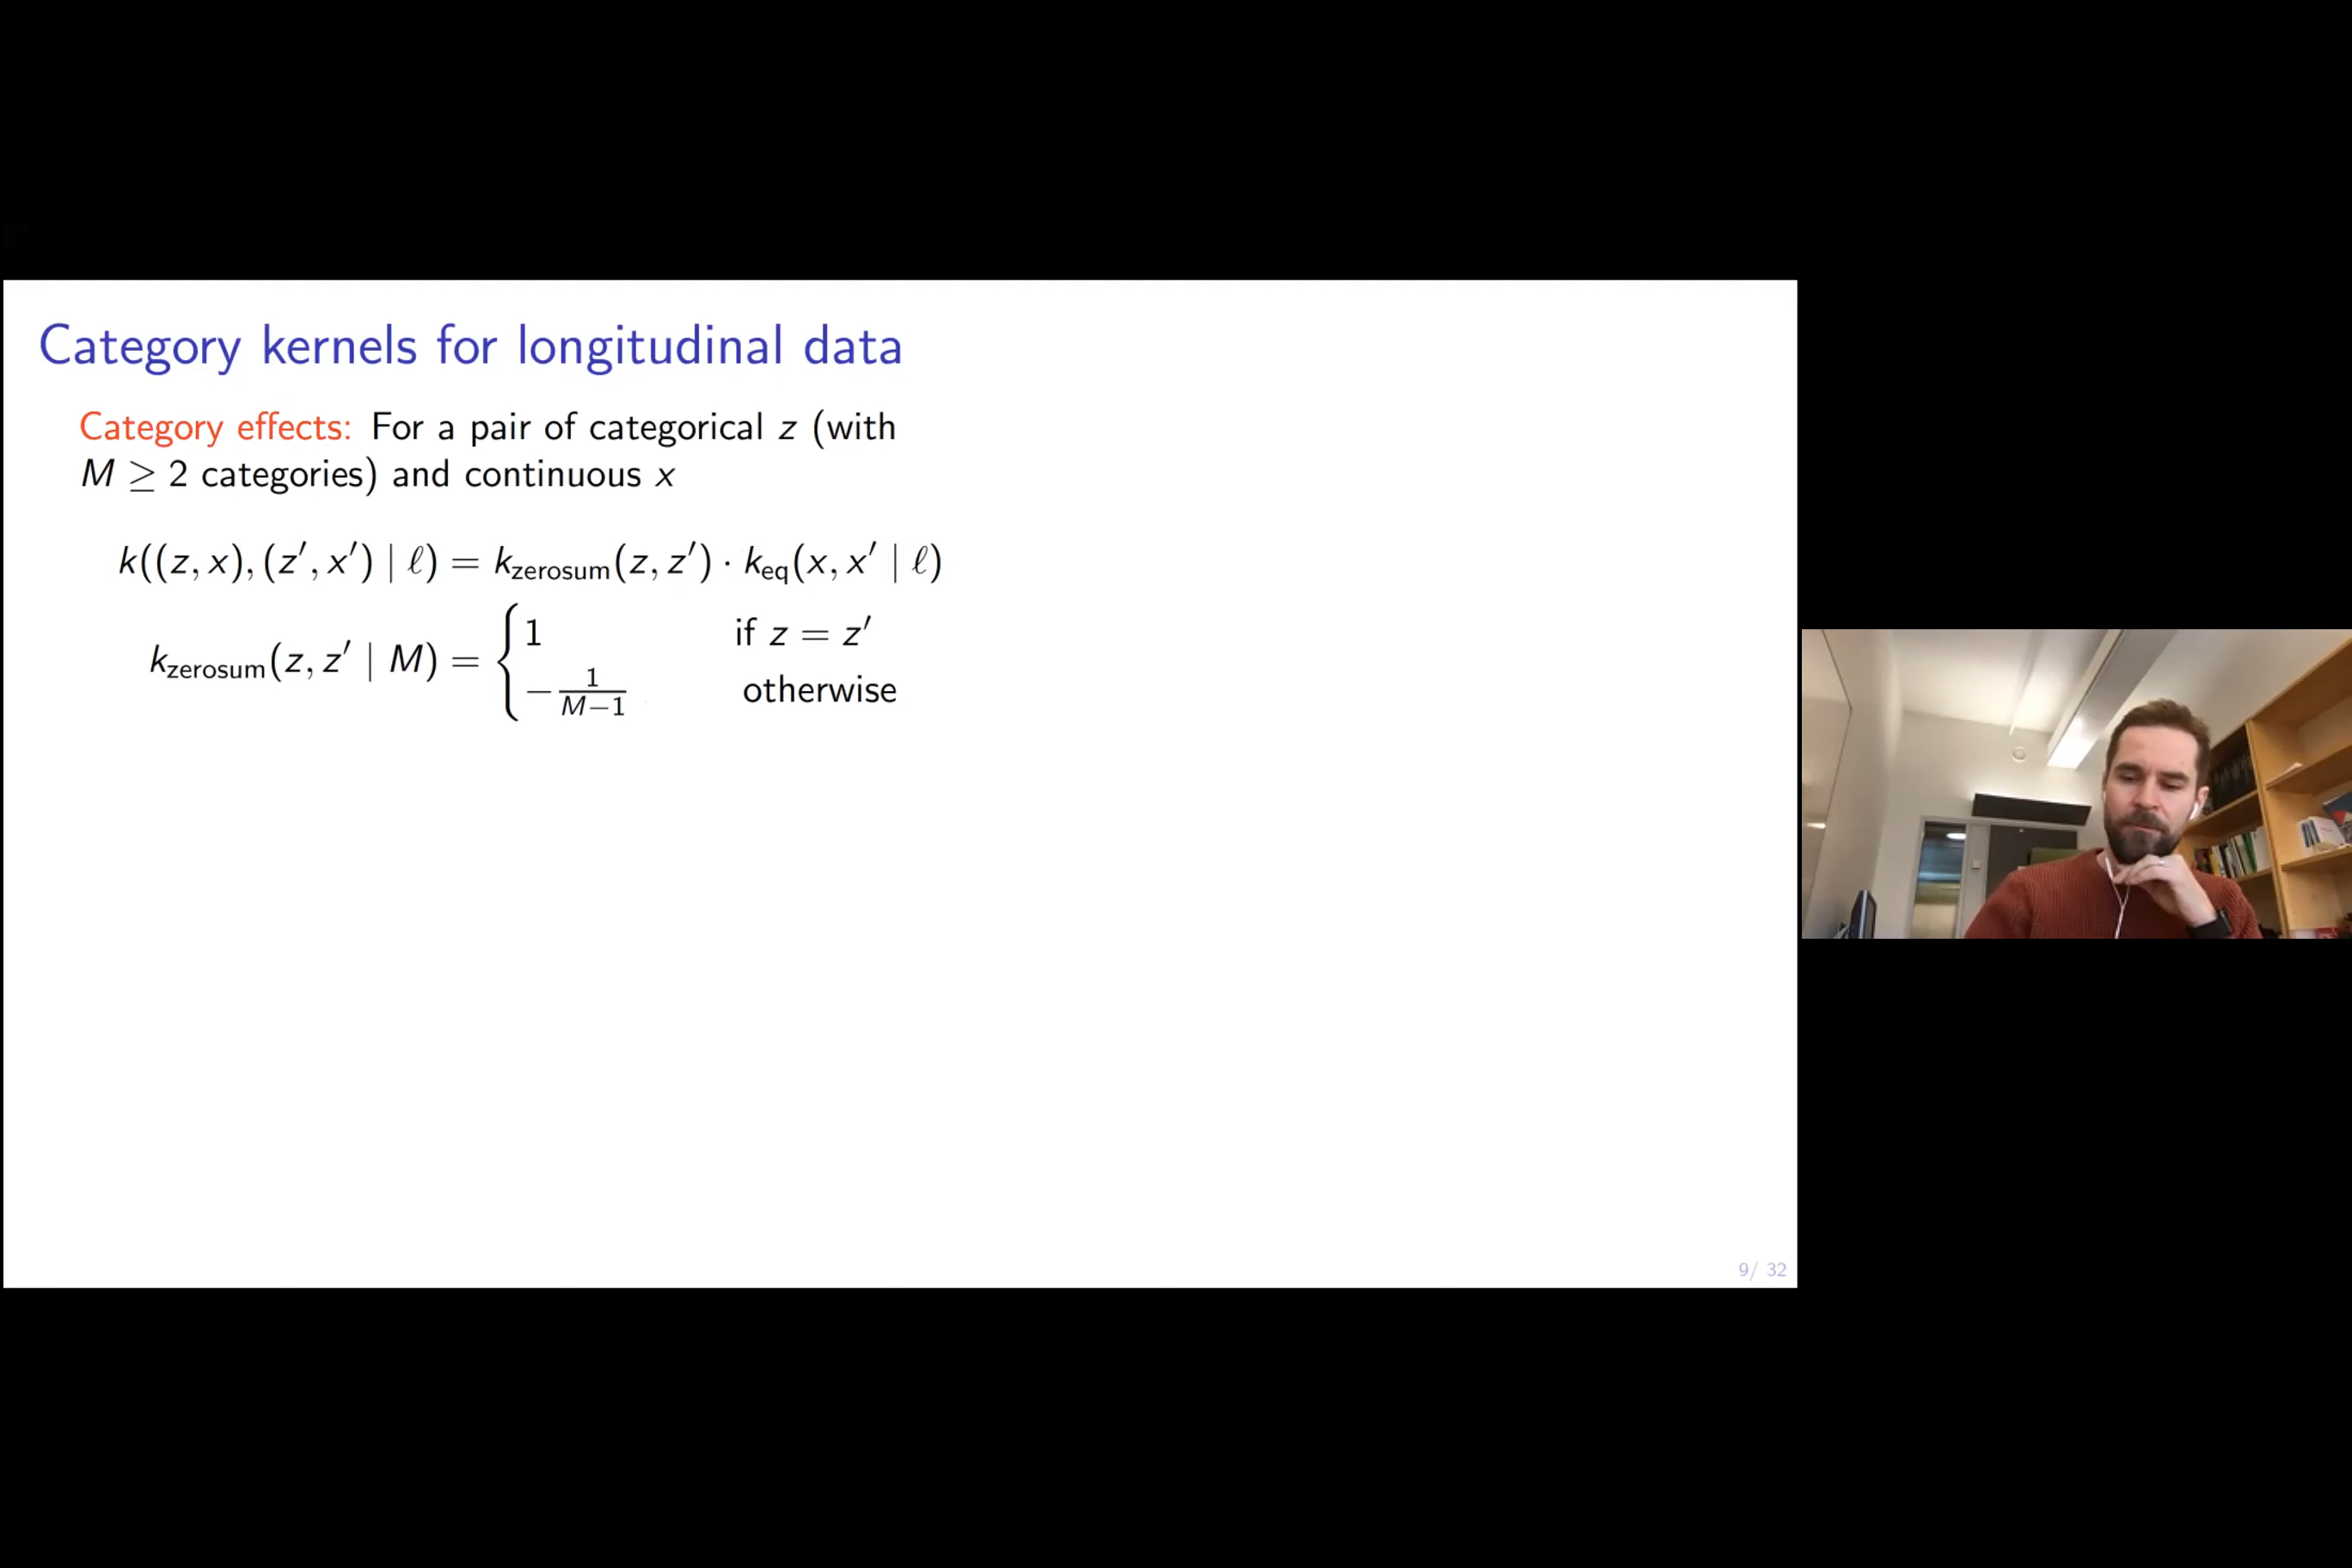 Category kernels for longitudinal data
Category effects: For a pair of categorical z (with
M ≥ 2 categories) and continuous x
k((z, x), (z′, x′) | ℓ) = k_zerosum(z, z′) · k_eq(x, x′ | ℓ)
k_zerosum(z, z′ | M) = { 1 if z = z′
−1/(M−1) otherwise
9/ 32